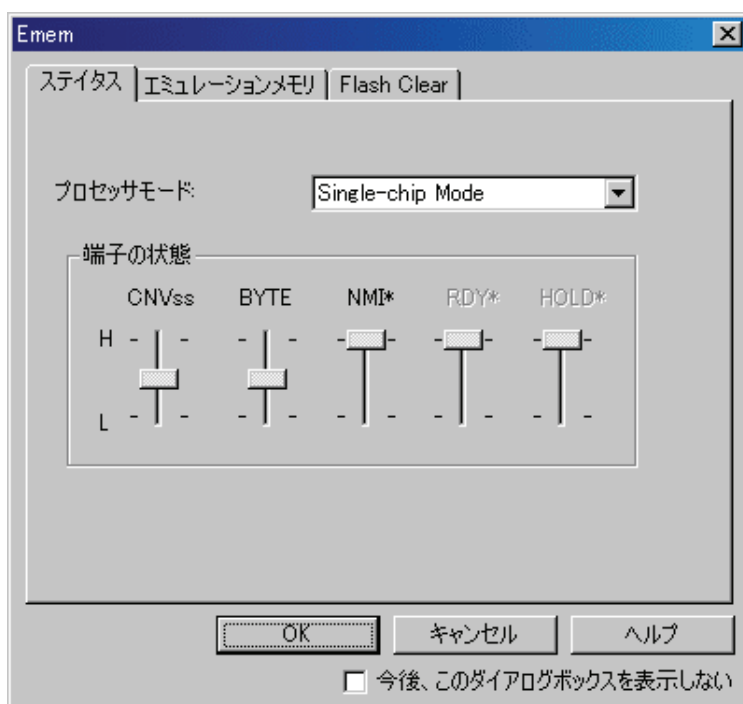 Emem
ステイタス エミュレーションメモリ Flash Clear
プロセッサモード: Single-chip Mode
端子の状態
CNVss BYTE NMI* RDY* HOLD*
H
L
OK キャンセル ヘルプ
今後、このダイアログボックスを表示しない